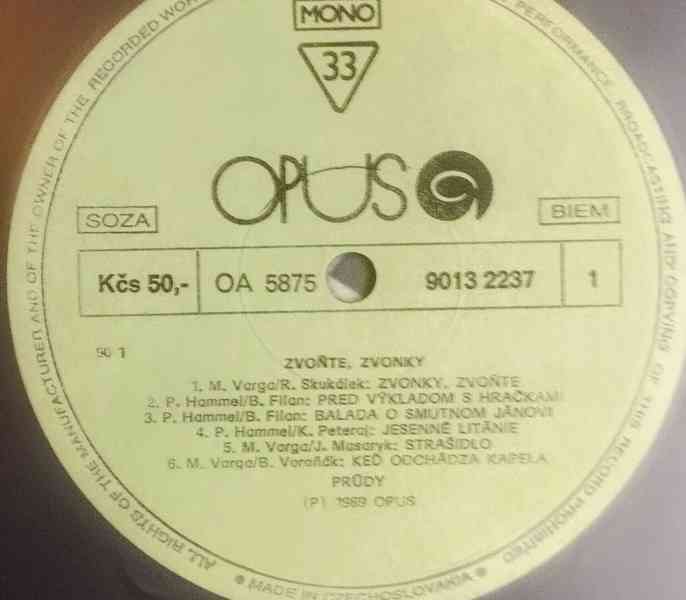 MONO
33
OPUS
SOZA
BIEM
Kčs 50,-
OA 5875
9013 2237
1
90 1
ZVOŇTE, ZVONKY
1. M. Varga/R. Skukálek: ZVONKY, ZVOŇTE
2. P. Hammel/B. Filan: PRED VÝKLADOM S HRAČKAMI
3. P. Hammel/B. Filan: BALADA O SMUTNOM JÁNOVI
4. P. Hammel/K. Peteraj: JESENNÉ LITÁNIE
5. M. Varga/J. Masaryk: STRAŠIDLO
6. M. Varga/B. Voraňák: KEĎ ODCHÁDZA KAPELA
PRÚDY
(P) 1969 OPUS
ALL RIGHTS OF THE MANUFACTURER AND OF THE OWNER OF THE RECORDED WORK
PERFORMANCE, BROADCASTING AND COPYING OF THIS RECORD PROHIBITED
• MADE IN CZECHOSLOVAKIA •